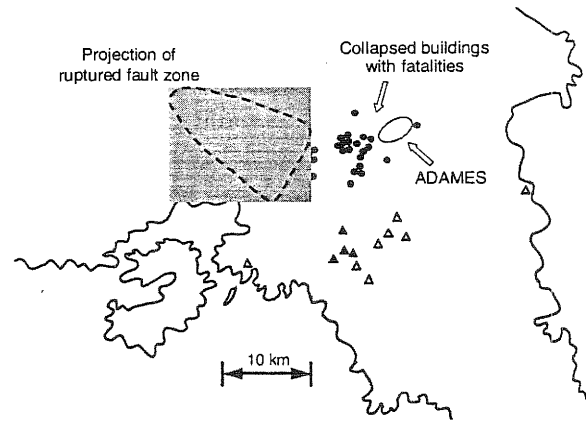 Projection of
ruptured fault zone
Collapsed buildings
with fatalities
ADAMES
10 km